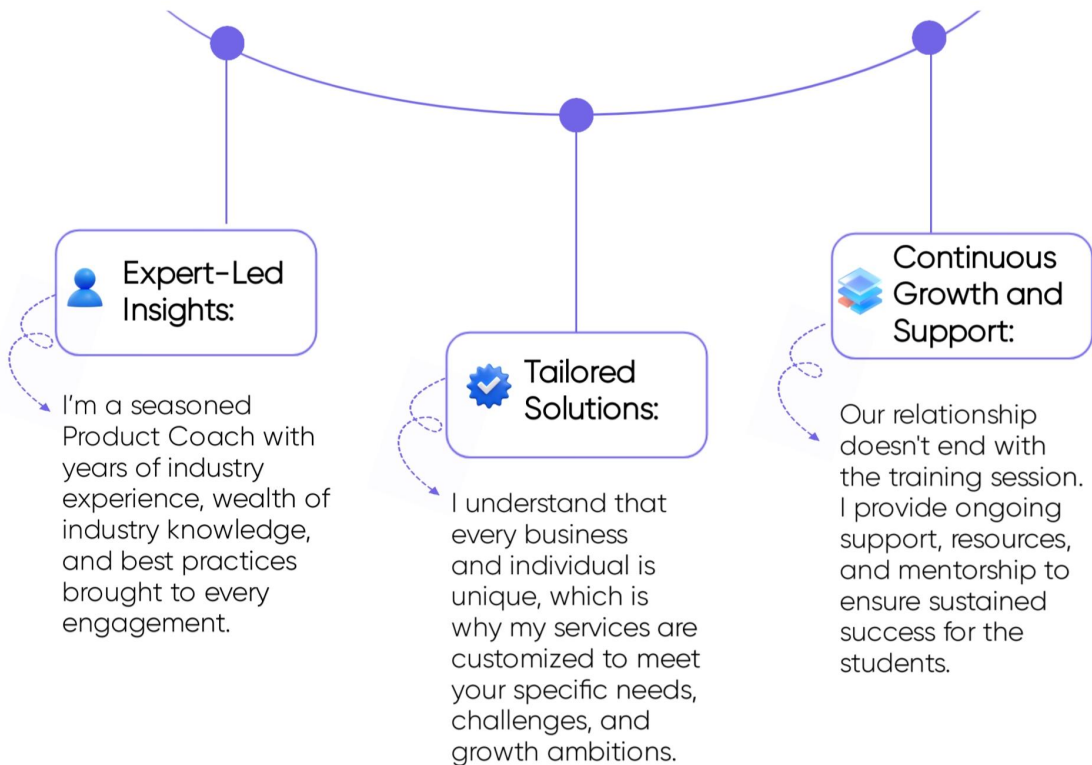 Expert-Led
Insights:
I'm a seasoned
Product Coach with
years of industry
experience, wealth of
industry knowledge,
and best practices
brought to every
engagement.
Tailored
Solutions:
I understand that
every business
and individual is
unique, which is
why my services are
customized to meet
your specific needs,
challenges, and
growth ambitions.
Continuous
Growth and
Support:
Our relationship
doesn't end with
the training session.
I provide ongoing
support, resources,
and mentorship to
ensure sustained
success for the
students.